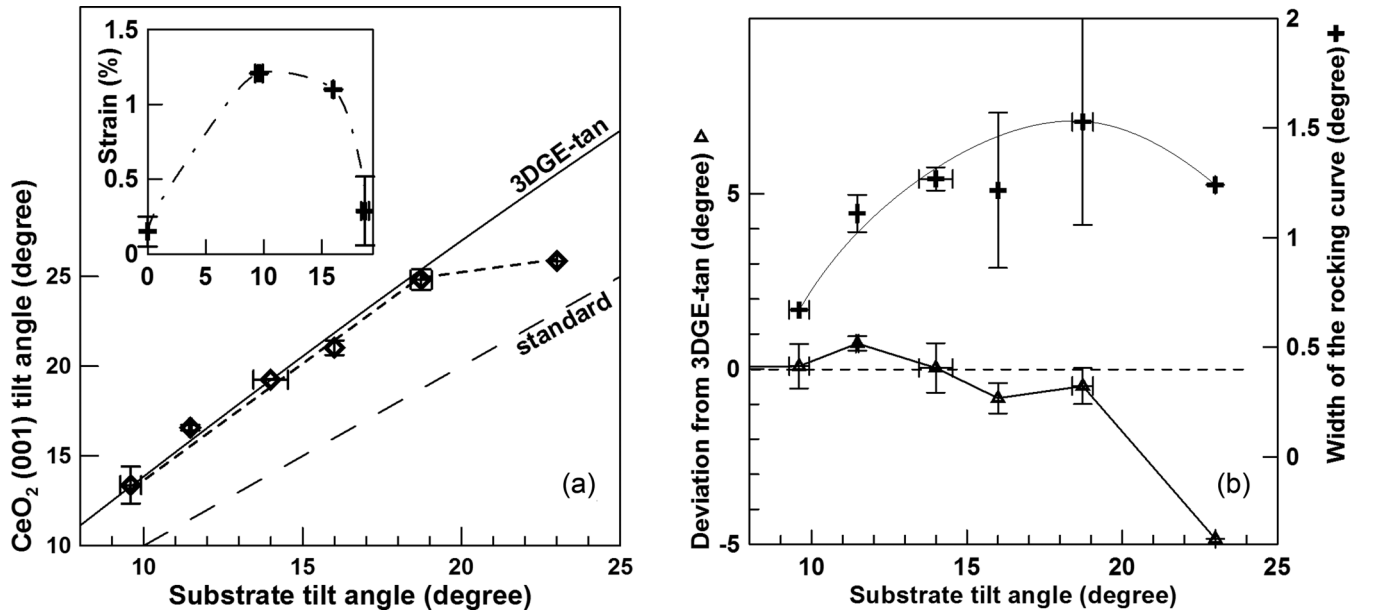 1.5
1
0.5
0
0
5
10
15
Strain (%)
3DGE-tan
standard
25
20
15
10
CeO2 (001) tilt angle (degree)
(a)
10
15
20
25
Substrate tilt angle (degree)
5
0
-5
Deviation from 3DGE-tan (degree)
2
1.5
1
0.5
0
Width of the rocking curve (degree)
(b)
10
15
20
25
Substrate tilt angle (degree)